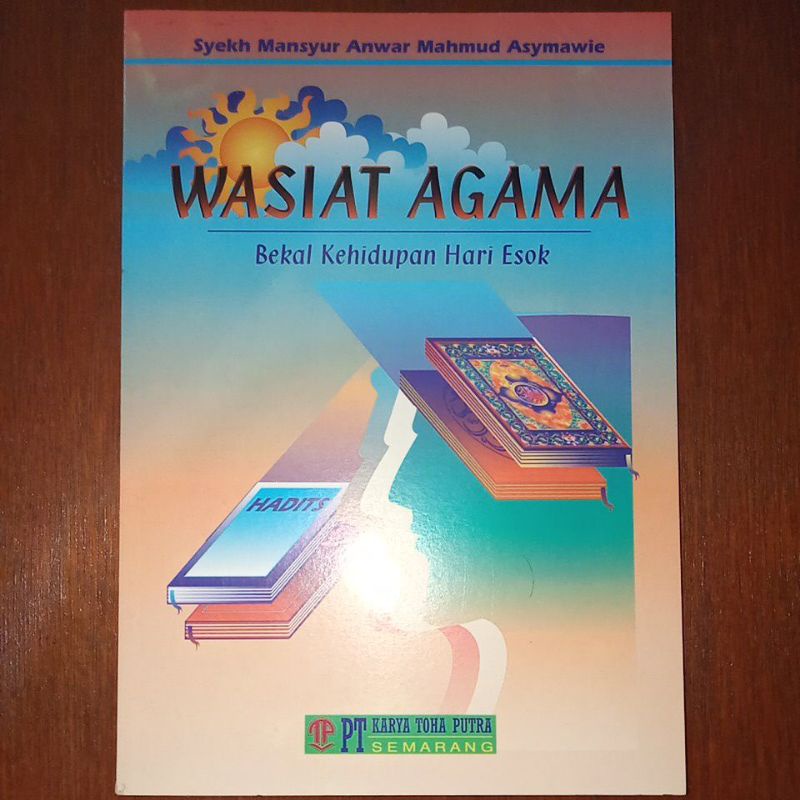 Syekh Mansyur Anwar Mahmud Asymawie
WASIAT AGAMA
Bekal Kehidupan Hari Esok
HADITS
PT KARYA TOHA PUTRA
SEMARANG